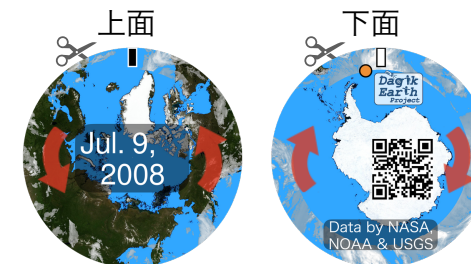 上面
下面
Jul. 9,
2008
Dagik
Earth
Project
Data by NASA,
NOAA & USGS